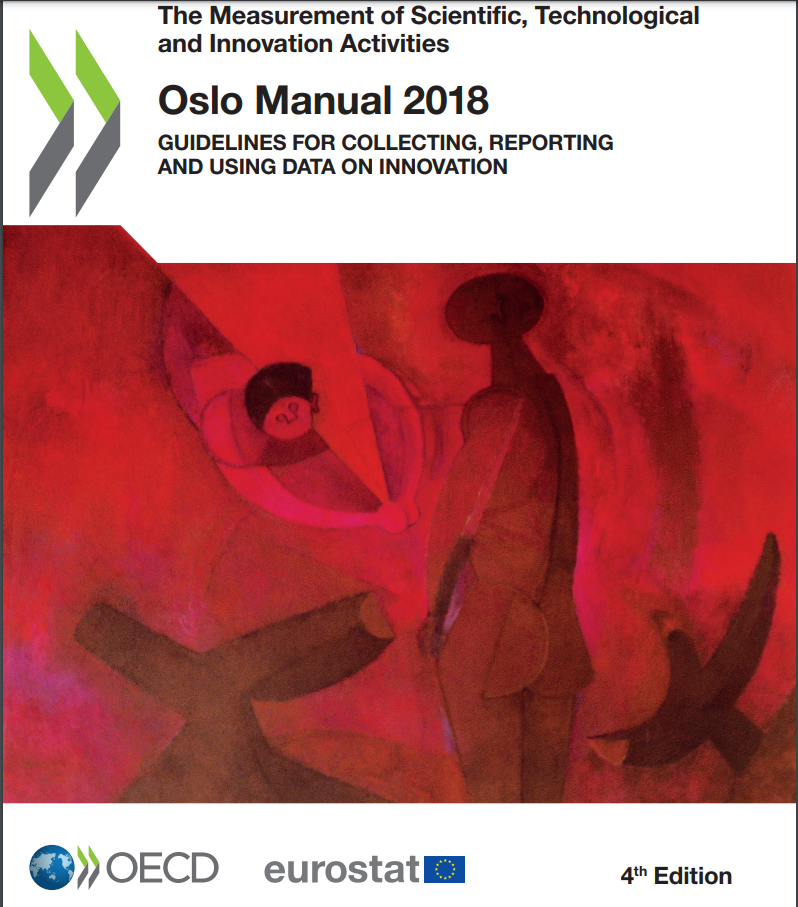 The Measurement of Scientific, Technological
and Innovation Activities
Oslo Manual 2018
GUIDELINES FOR COLLECTING, REPORTING
AND USING DATA ON INNOVATION
OECD
eurostat
4th Edition